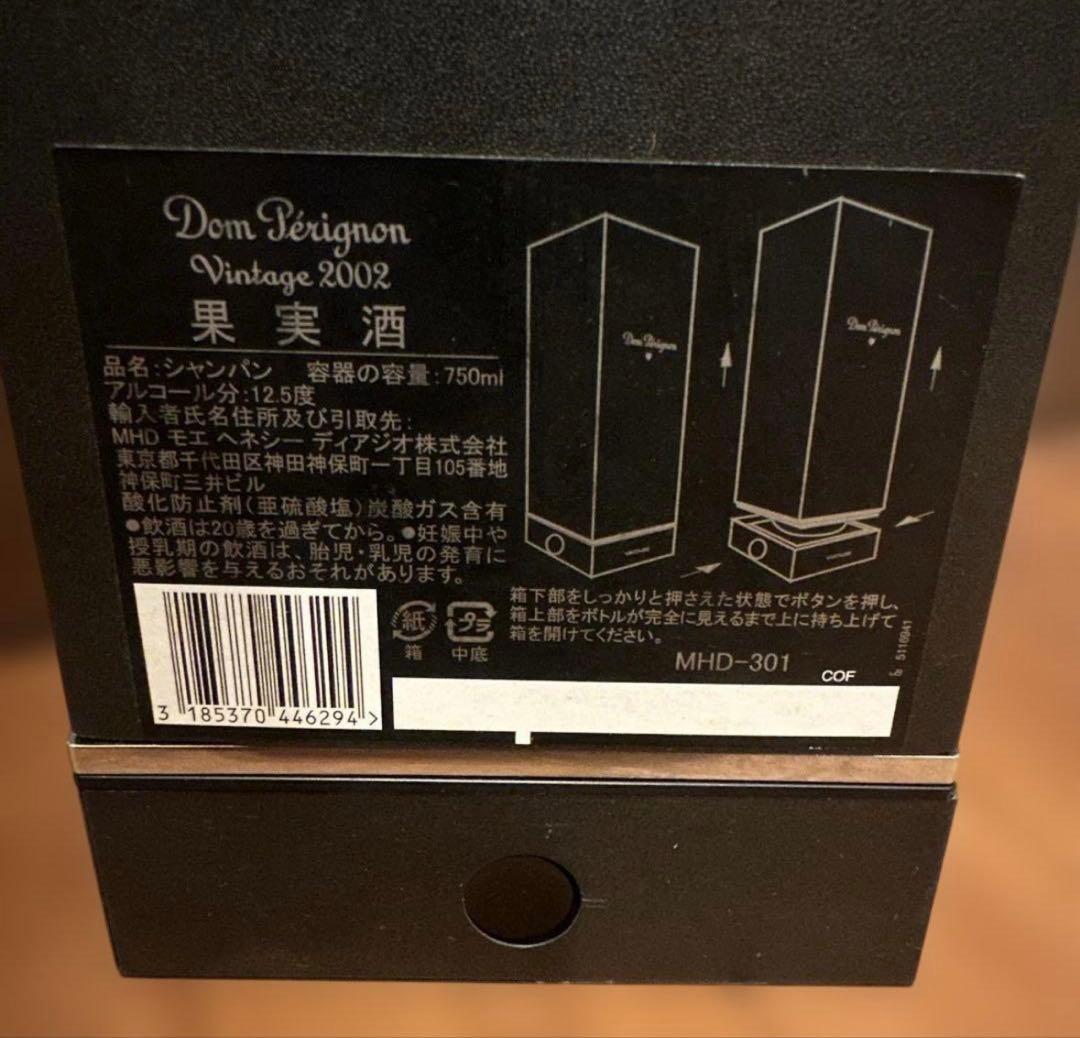 Dom Pérignon
Vintage 2002
果実酒
品名:シャンパン 容器の容量:750ml
アルコール分:12.5度
輸入者氏名住所及び引取先:
MHD モエ ヘネシー ディアジオ株式会社
東京都千代田区神田神保町一丁目105番地
神保町三井ビル
酸化防止剤(亜硫酸塩)炭酸ガス含有
●飲酒は20歳を過ぎてから。●妊娠中や
授乳期の飲酒は、胎児・乳児の発育に
悪影響を与えるおそれがあります。
3 185370 446294 >
紙
箱
プラ
中底
Dom Pérignon
Dom Pérignon
箱下部をしっかりと押さえた状態でボタンを押し、
箱上部をボトルが完全に見えるまで上に持ち上げて
箱を開けてください。
MHD-301
COF